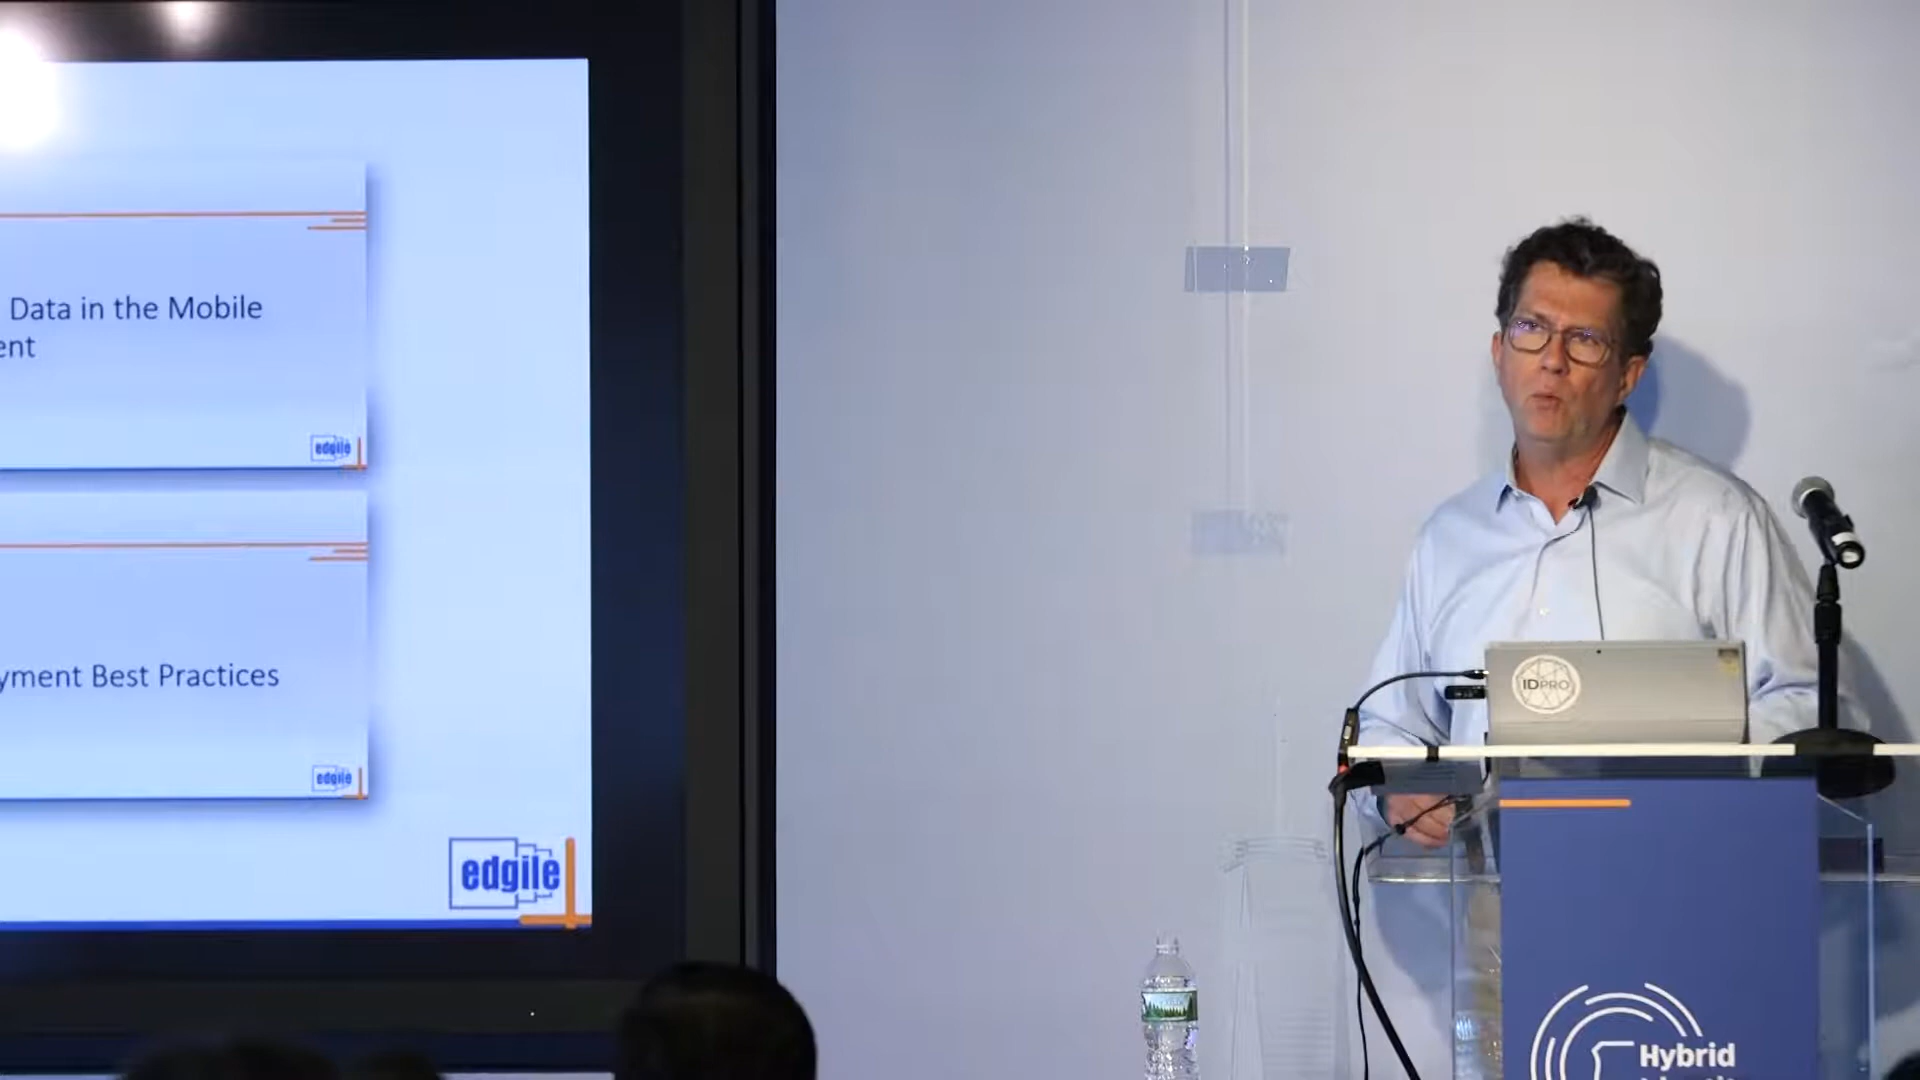 Data in the Mobile
ent
edgile
yment Best Practices
edgile
edgile
IDPRO
Hybrid